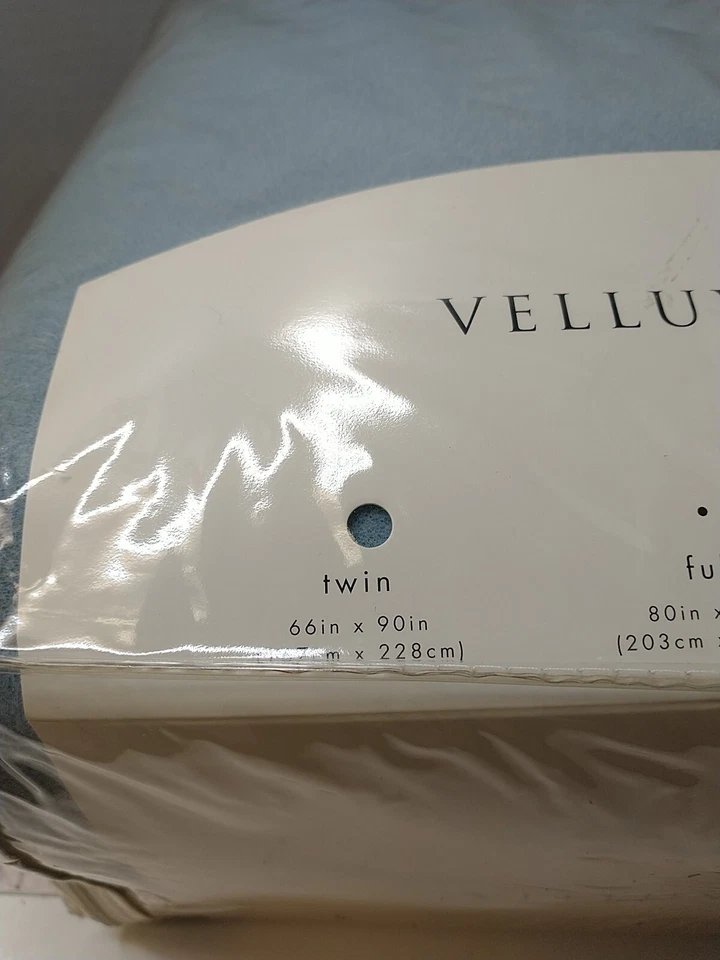 VELLU
twin
fu
66in x 90in
80in x
m x 228cm)
(203cm x